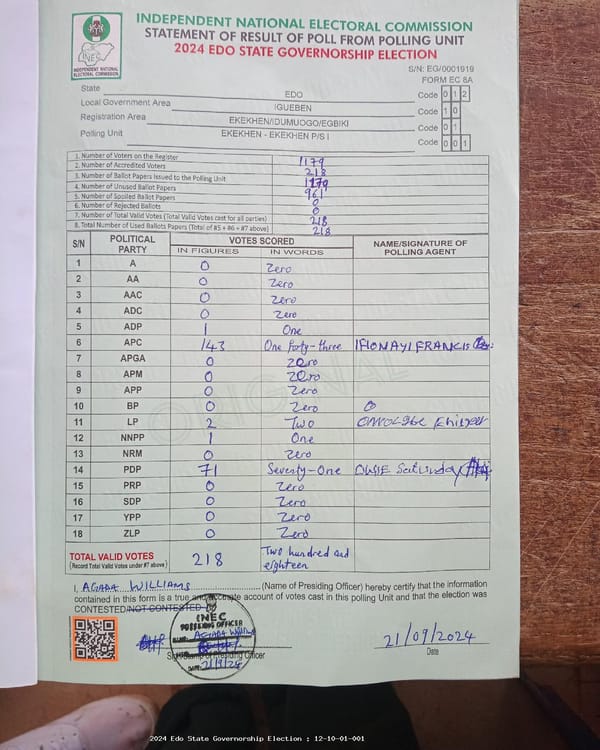 INDEPENDENT NATIONAL ELECTORAL COMMISSION
STATEMENT OF RESULT OF POLL FROM POLLING UNIT
2024 EDO STATE GOVERNORSHIP ELECTION
INEC
INDEPENDENT NATIONAL ELECTORAL COMMISSION
S/N: EG/0001919
FORM EC 8A
State EDO Code 0 1 2
Local Government Area IGUEBEN Code 1 0
Registration Area EKEKHEN/IDUMUOGO/EGBIKI Code 0 1
Polling Unit EKEKHEN - EKEKHEN P/S I Code 0 0 1
1. Number of Voters on the Register 1179
2. Number of Accredited Voters 218
3. Number of Ballot Papers Issued to the Polling Unit 1179
4. Number of Unused Ballot Papers 961
5. Number of Spoiled Ballot Papers 0
6. Number of Rejected Ballots 0
7. Number of Total Valid Votes (Total Valid Votes cast for all parties) 218
8. Total Number of Used Ballots Papers (Total of #5 + #6 + #7 above) 218
S/N POLITICAL PARTY VOTES SCORED NAME/SIGNATURE OF POLLING AGENT
IN FIGURES IN WORDS
1 A 0 Zero
2 AA 0 Zero
3 AAC 0 Zero
4 ADC 0 Zero
5 ADP 1 One
6 APC 143 One Forty-three FRANCIS
7 APGA 0 Zero
8 APM 0 Zero
9 APP 0 Zero
10 BP 0 Zero
11 LP 2 Two
12 NNPP 1 One
13 NRM 0 Zero
14 PDP 71 Seventy-One Saturday
15 PRP 0 Zero
16 SDP 0 Zero
17 YPP 0 Zero
18 ZLP 0 Zero
TOTAL VALID VOTES 218 Two hundred and
(Record Total Valid Votes under #7 above) eighteen
ORIGINAL
I, AGADA WILLIAMS (Name of Presiding Officer) hereby certify that the information
contained in this form is a true and accurate account of votes cast in this polling Unit and that the election was
CONTESTED/NOT CONTESTED
INEC
PRESIDING OFFICER
21/9/24
Sign/Stamp of Presiding Officer
21/09/2024
Date
2024 Edo State Governorship Election : 12-10-01-001